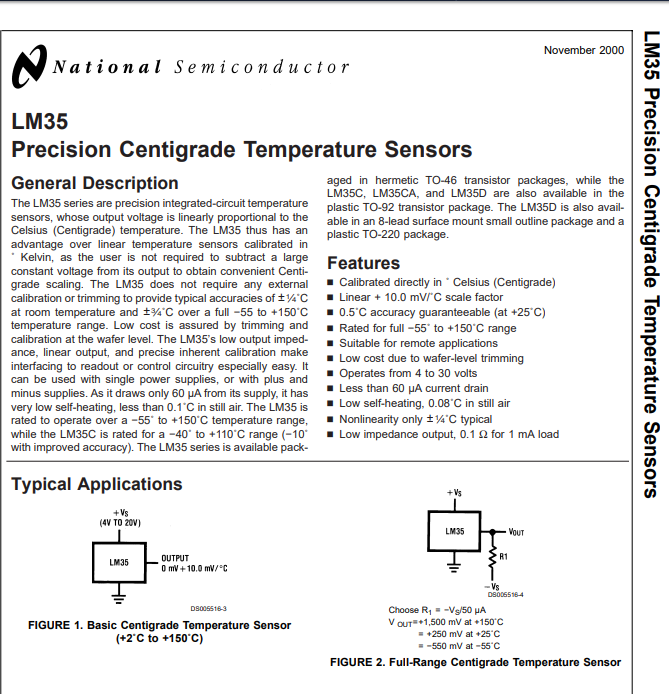 November 2000
National Semiconductor
LM35
Precision Centigrade Temperature Sensors
General Description
The LM35 series are precision integrated-circuit temperature
sensors, whose output voltage is linearly proportional to the
Celsius (Centigrade) temperature. The LM35 thus has an
advantage over linear temperature sensors calibrated in
˚ Kelvin, as the user is not required to subtract a large
constant voltage from its output to obtain convenient Centi-
grade scaling. The LM35 does not require any external
calibration or trimming to provide typical accuracies of ±¼˚C
at room temperature and ±¾˚C over a full −55 to +150˚C
temperature range. Low cost is assured by trimming and
calibration at the wafer level. The LM35's low output imped-
ance, linear output, and precise inherent calibration make
interfacing to readout or control circuitry especially easy. It
can be used with single power supplies, or with plus and
minus supplies. As it draws only 60 µA from its supply, it has
very low self-heating, less than 0.1˚C in still air. The LM35 is
rated to operate over a −55˚ to +150˚C temperature range,
while the LM35C is rated for a −40˚ to +110˚C range (−10˚
with improved accuracy). The LM35 series is available pack-
aged in hermetic TO-46 transistor packages, while the
LM35C, LM35CA, and LM35D are also available in the
plastic TO-92 transistor package. The LM35D is also avail-
able in an 8-lead surface mount small outline package and a
plastic TO-220 package.
Features
■ Calibrated directly in ˚ Celsius (Centigrade)
■ Linear + 10.0 mV/˚C scale factor
■ 0.5˚C accuracy guaranteeable (at +25˚C)
■ Rated for full −55˚ to +150˚C range
■ Suitable for remote applications
■ Low cost due to wafer-level trimming
■ Operates from 4 to 30 volts
■ Less than 60 µA current drain
■ Low self-heating, 0.08˚C in still air
■ Nonlinearity only ±¼˚C typical
■ Low impedance output, 0.1 Ω for 1 mA load
Typical Applications
+VS
(4V TO 20V)
LM35
OUTPUT
0 mV+10.0 mV/°C
DS005516-3
FIGURE 1. Basic Centigrade Temperature Sensor
(+2˚C to +150˚C)
+VS
LM35
VOUT
R1
−VS
DS005516-4
Choose R1 = −VS/50 µA
V OUT=+1,500 mV at +150˚C
= +250 mV at +25˚C
= −550 mV at −55˚C
FIGURE 2. Full-Range Centigrade Temperature Sensor
LM35 Precision Centigrade Temperature Sensors